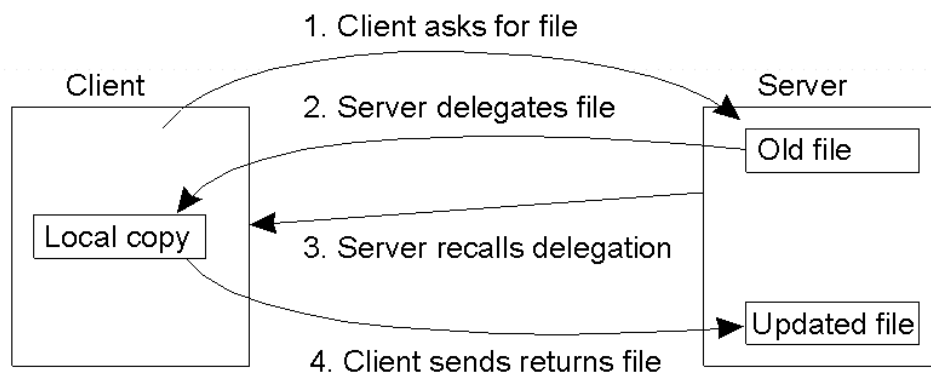 1. Client asks for file
Client
Server
2. Server delegates file
Old file
Local copy
3. Server recalls delegation
Updated file
4. Client sends returns file